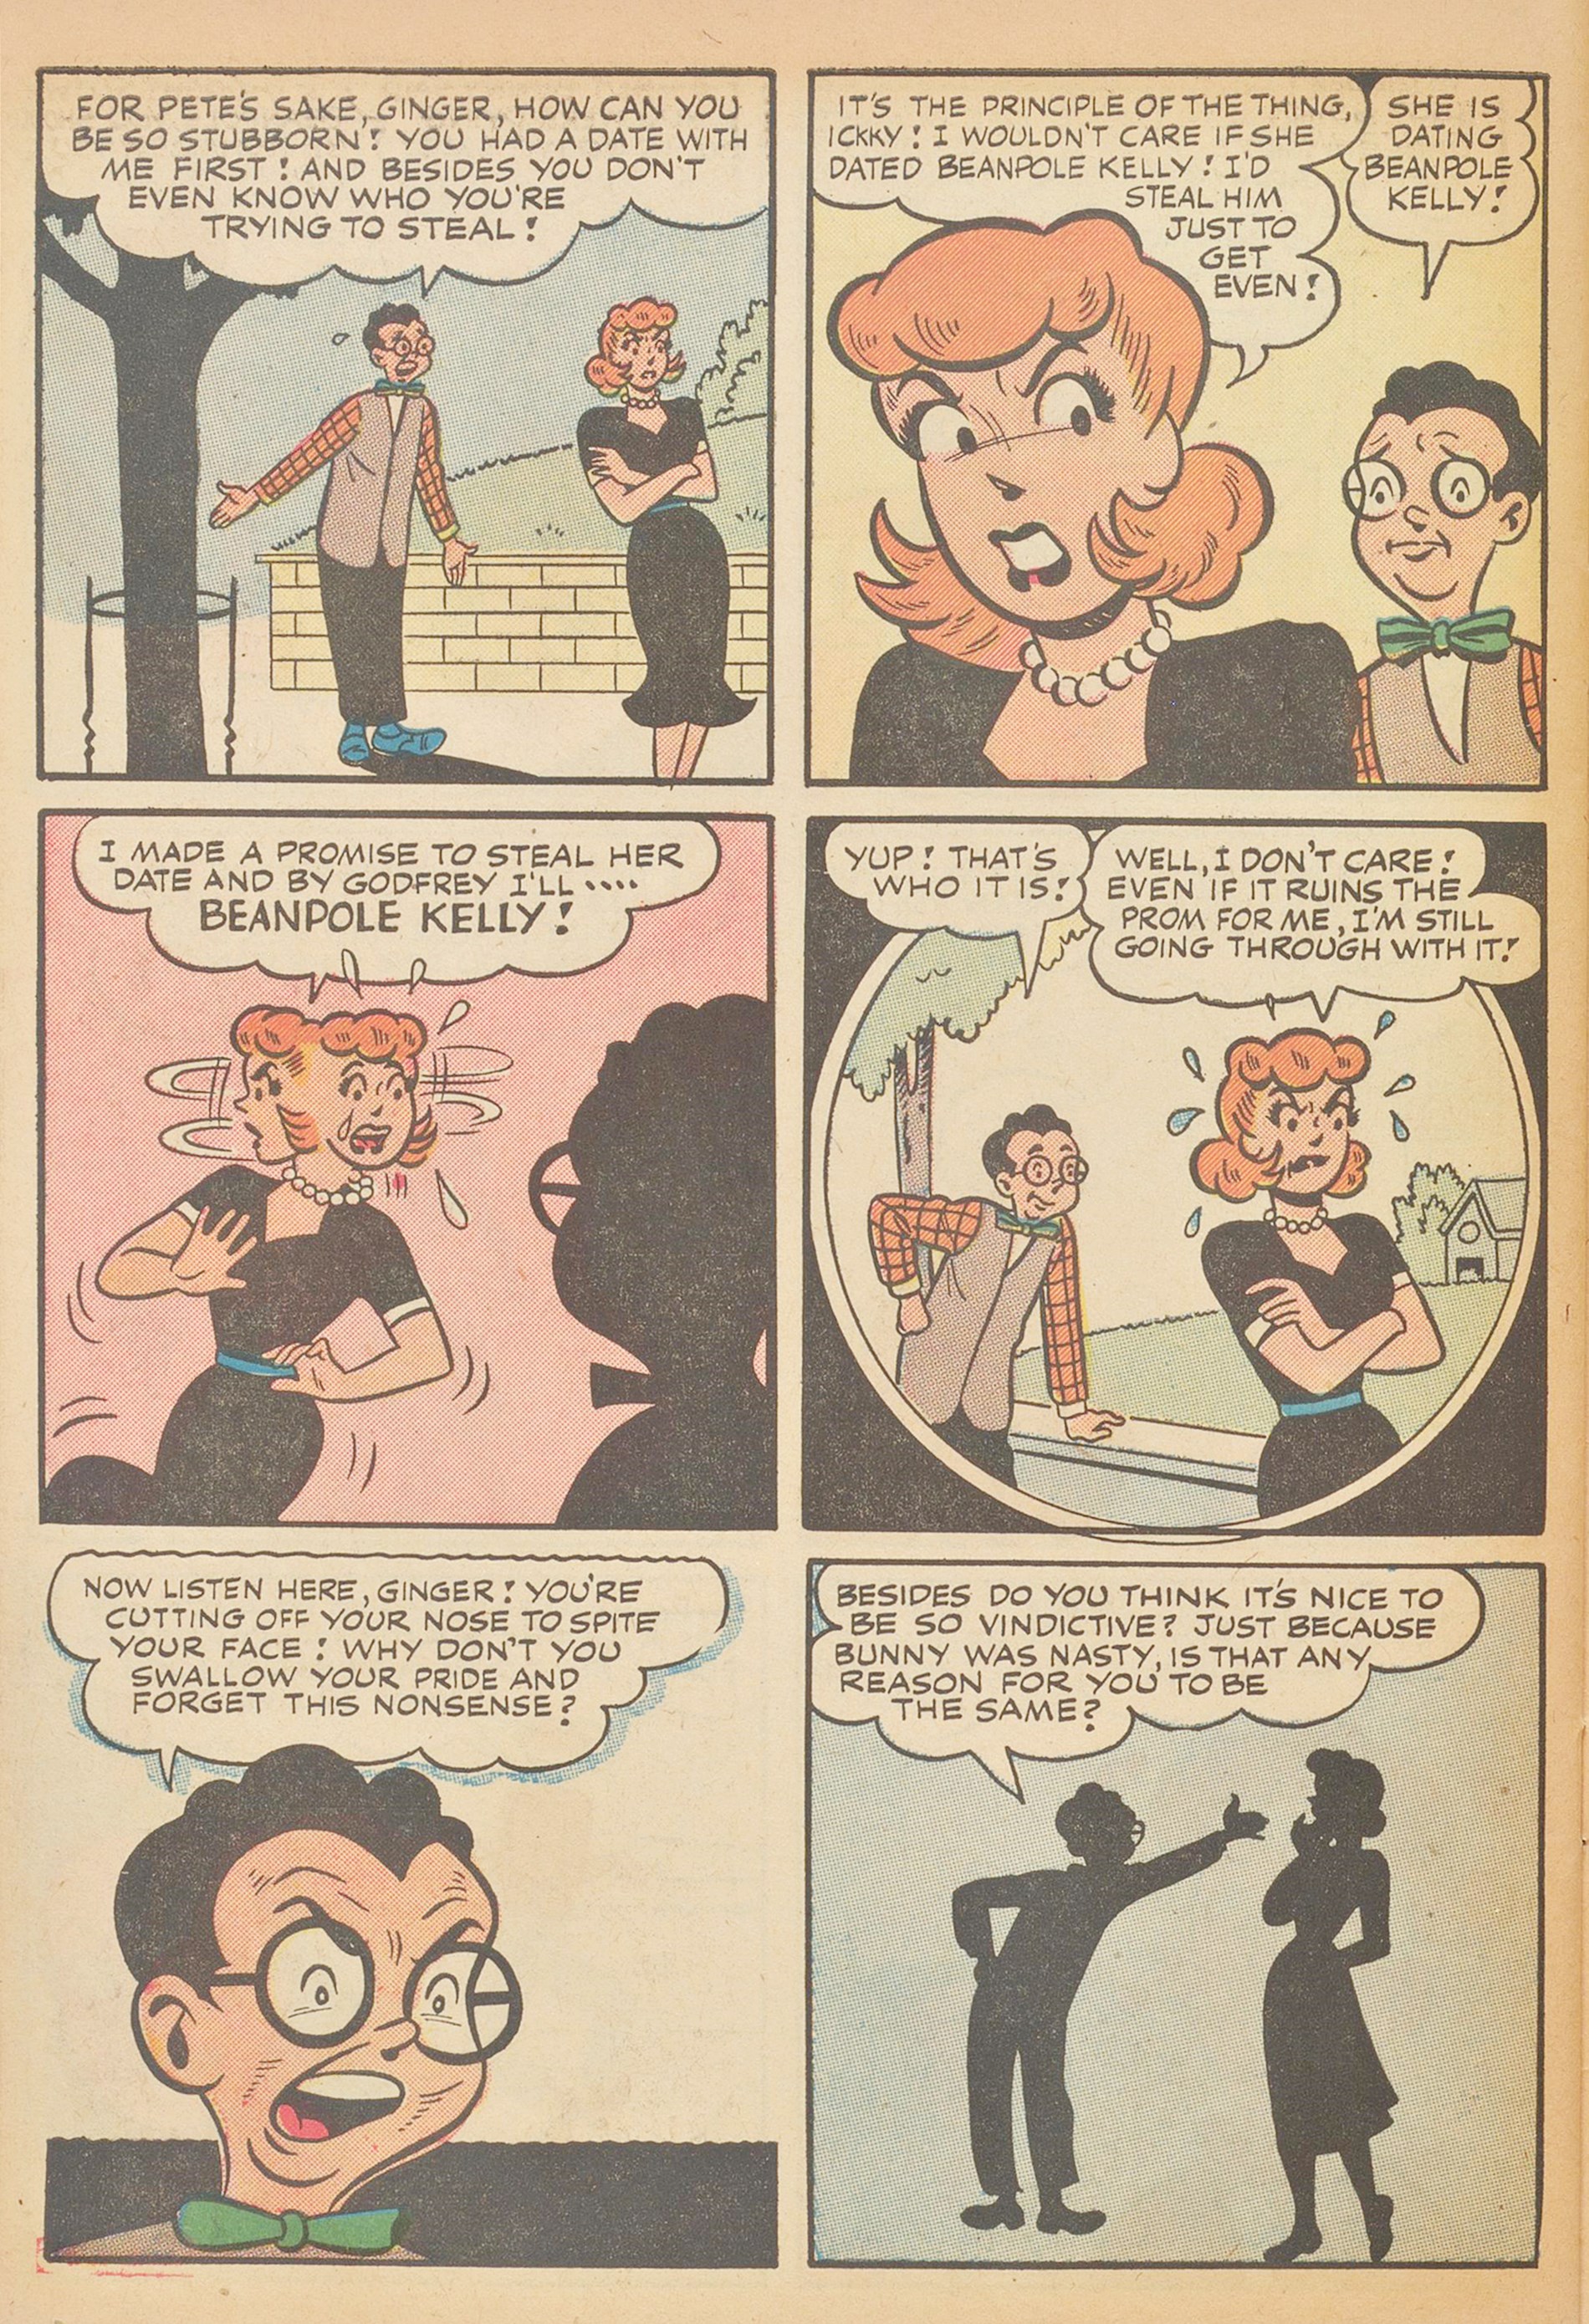 FOR PETE'S SAKE, GINGER, HOW CAN YOU
BE SO STUBBORN! YOU HAD A DATE WITH
ME FIRST! AND BESIDES YOU DON'T
EVEN KNOW WHO YOU'RE
TRYING TO STEAL!
IT'S THE PRINCIPLE OF THE THING,
ICKKY! I WOULDN'T CARE IF SHE
DATED BEANPOLE KELLY! I'D
STEAL HIM
JUST TO
GET
EVEN!
SHE IS
DATING
BEANPOLE
KELLY!
I MADE A PROMISE TO STEAL HER
DATE AND BY GODFREY I'LL ....
BEANPOLE KELLY!
YUP! THAT'S
WHO IT IS!
WELL, I DON'T CARE!
EVEN IF IT RUINS THE
PROM FOR ME, I'M STILL
GOING THROUGH WITH IT!
NOW LISTEN HERE, GINGER! YOU'RE
CUTTING OFF YOUR NOSE TO SPITE
YOUR FACE! WHY DON'T YOU
SWALLOW YOUR PRIDE AND
FORGET THIS NONSENSE?
BESIDES DO YOU THINK IT'S NICE TO
BE SO VINDICTIVE? JUST BECAUSE
BUNNY WAS NASTY, IS THAT ANY
REASON FOR YOU TO BE
THE SAME?